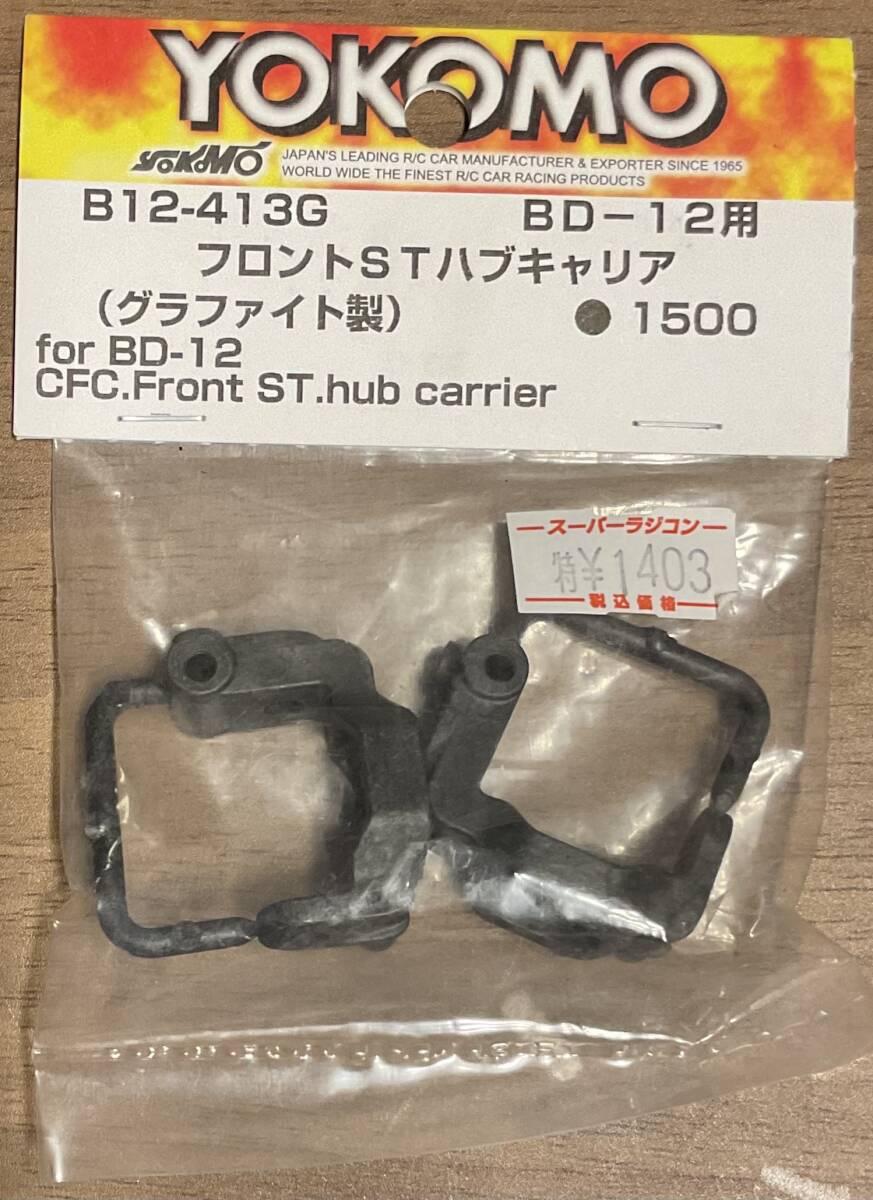 YOKOMO
YOKOMO JAPAN'S LEADING R/C CAR MANUFACTURER & EXPORTER SINCE 1965
WORLD WIDE THE FINEST R/C CAR RACING PRODUCTS
B12-413G BD-12用
フロントSTハブキャリア
(グラファイト製) ● 1500
for BD-12
CFC.Front ST.hub carrier
スーパーラジコン
特¥1403
税込価格